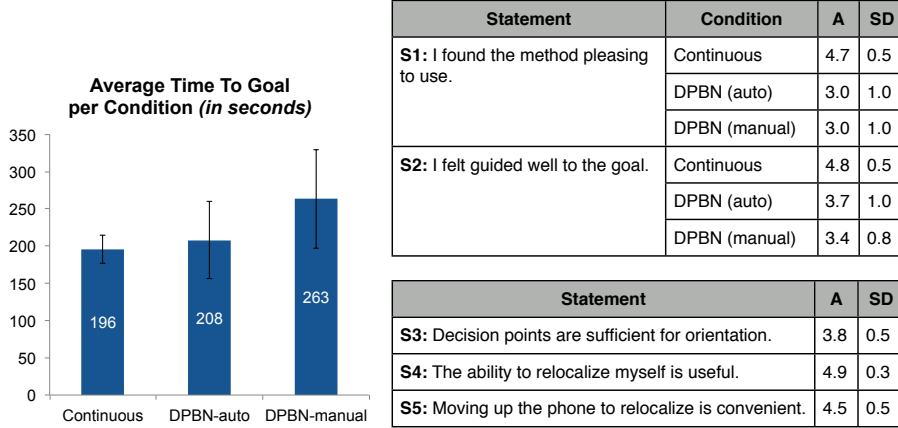 Average Time To Goal
per Condition (in seconds)
350
300
250
200
150
100
50
0
196
208
263
Continuous DPBN-auto DPBN-manual
Statement Condition A SD
S1: I found the method pleasing
to use.
Continuous 4.7 0.5
DPBN (auto) 3.0 1.0
DPBN (manual) 3.0 1.0
S2: I felt guided well to the goal. Continuous 4.8 0.5
DPBN (auto) 3.7 1.0
DPBN (manual) 3.4 0.8
Statement A SD
S3: Decision points are sufficient for orientation. 3.8 0.5
S4: The ability to relocalize myself is useful. 4.9 0.3
S5: Moving up the phone to relocalize is convenient. 4.5 0.5